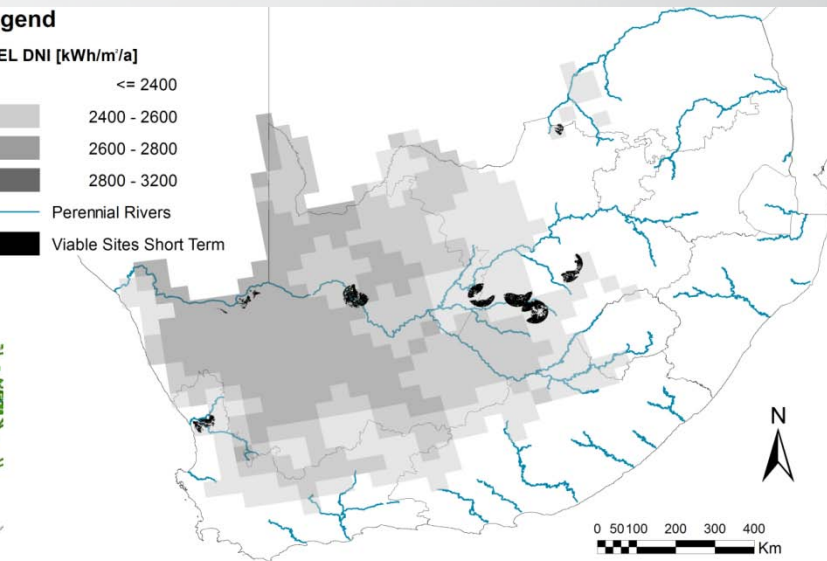 gend
EL DNI [kWh/m²/a]
<= 2400
2400 - 2600
2600 - 2800
2800 - 3200
Perennial Rivers
Viable Sites Short Term
N
0 50 100 200 300 400
Km